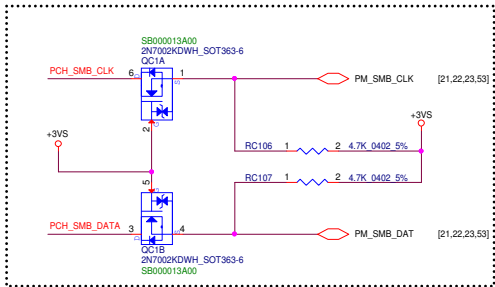 SB000013A00
2N7002KDWH_SOT363-6
QC1A
PCH_SMB_CLK
6
D
S
1
PM_SMB_CLK
[21,22,23,53]
G
2
+3VS
+3VS
RC106
1
2
4.7K_0402_5%
RC107
1
2
4.7K_0402_5%
5
G
PCH_SMB_DATA
3
D
S
4
PM_SMB_DAT
[21,22,23,53]
QC1B
2N7002KDWH_SOT363-6
SB000013A00